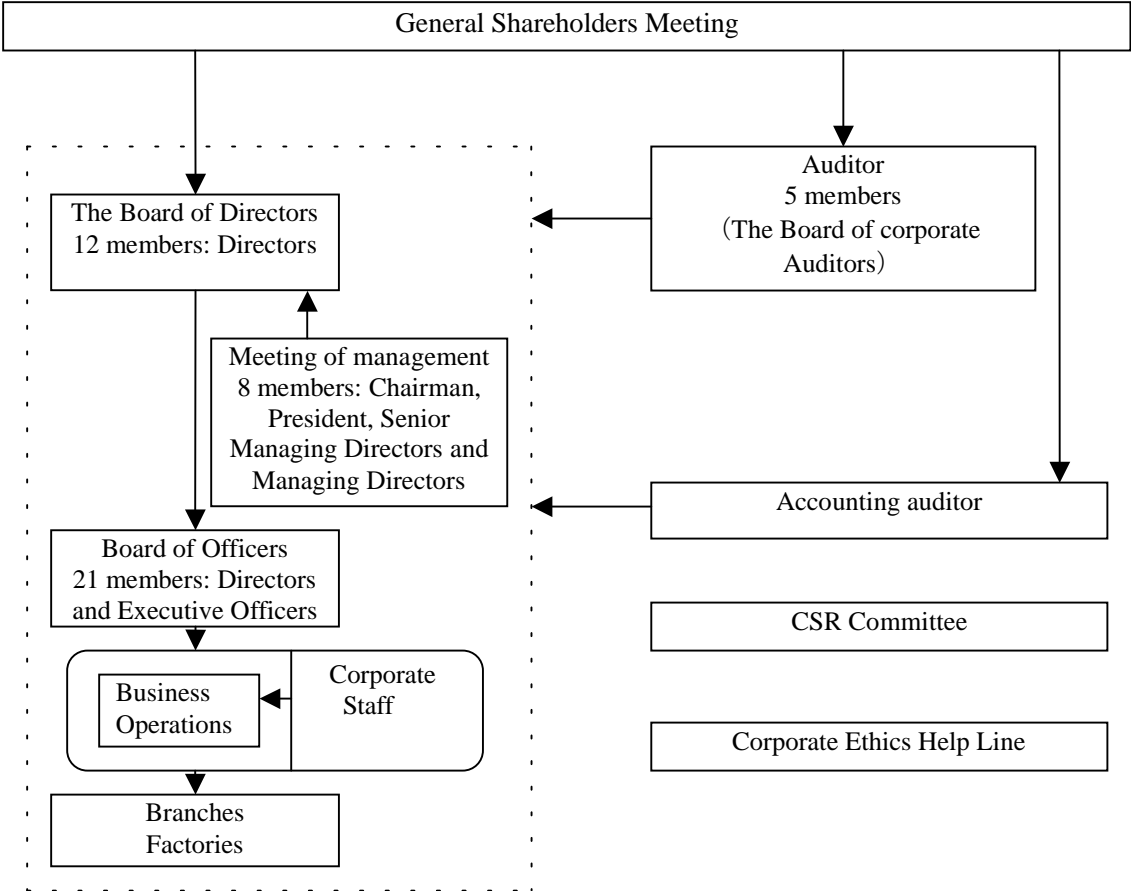 General Shareholders Meeting
Auditor
5 members
（The Board of corporate
Auditors）
The Board of Directors
12 members: Directors
Meeting of management
8 members: Chairman,
President, Senior
Managing Directors and
Managing Directors
Accounting auditor
Board of Officers
21 members: Directors
and Executive Officers
CSR Committee
Business
Operations
Corporate
Staff
Corporate Ethics Help Line
Branches
Factories